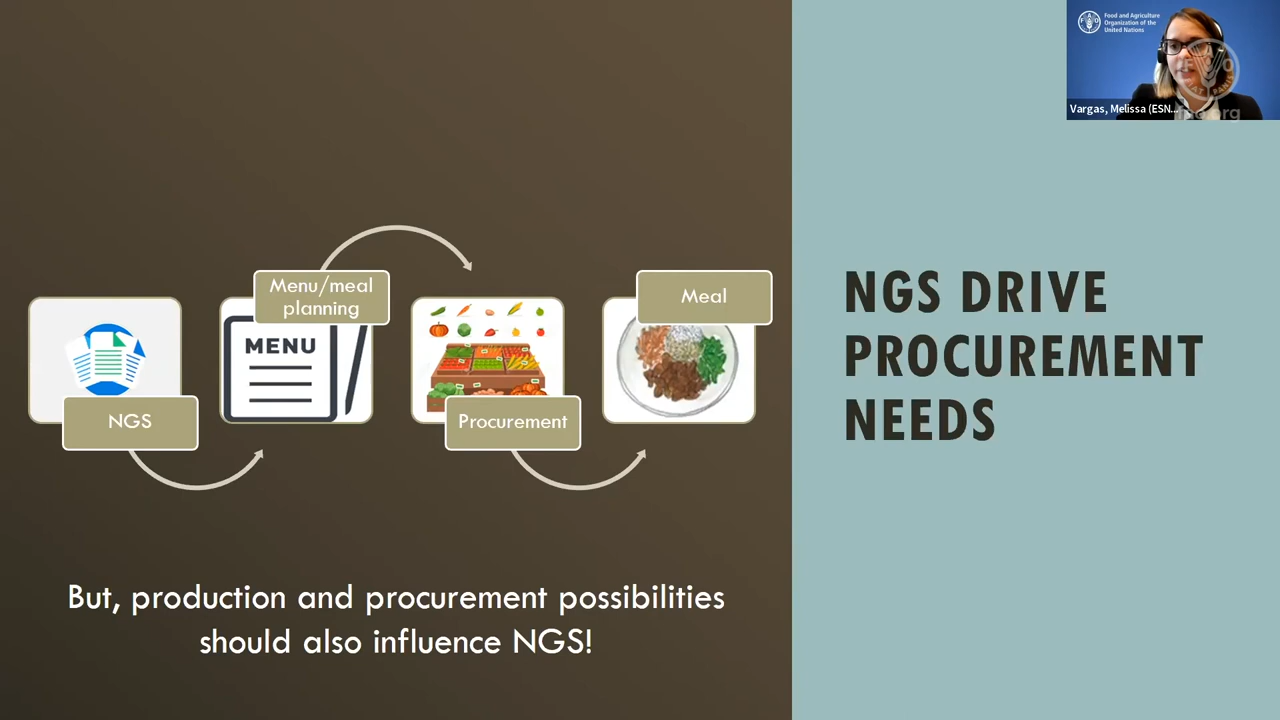 Menu/meal
planning
Meal
MENU
NGS
Procurement
But, production and procurement possibilities
should also influence NGS!
NGS DRIVE
PROCUREMENT
NEEDS
Food and Agriculture
Organization of the
United Nations
Vargas, Melissa (ESN...